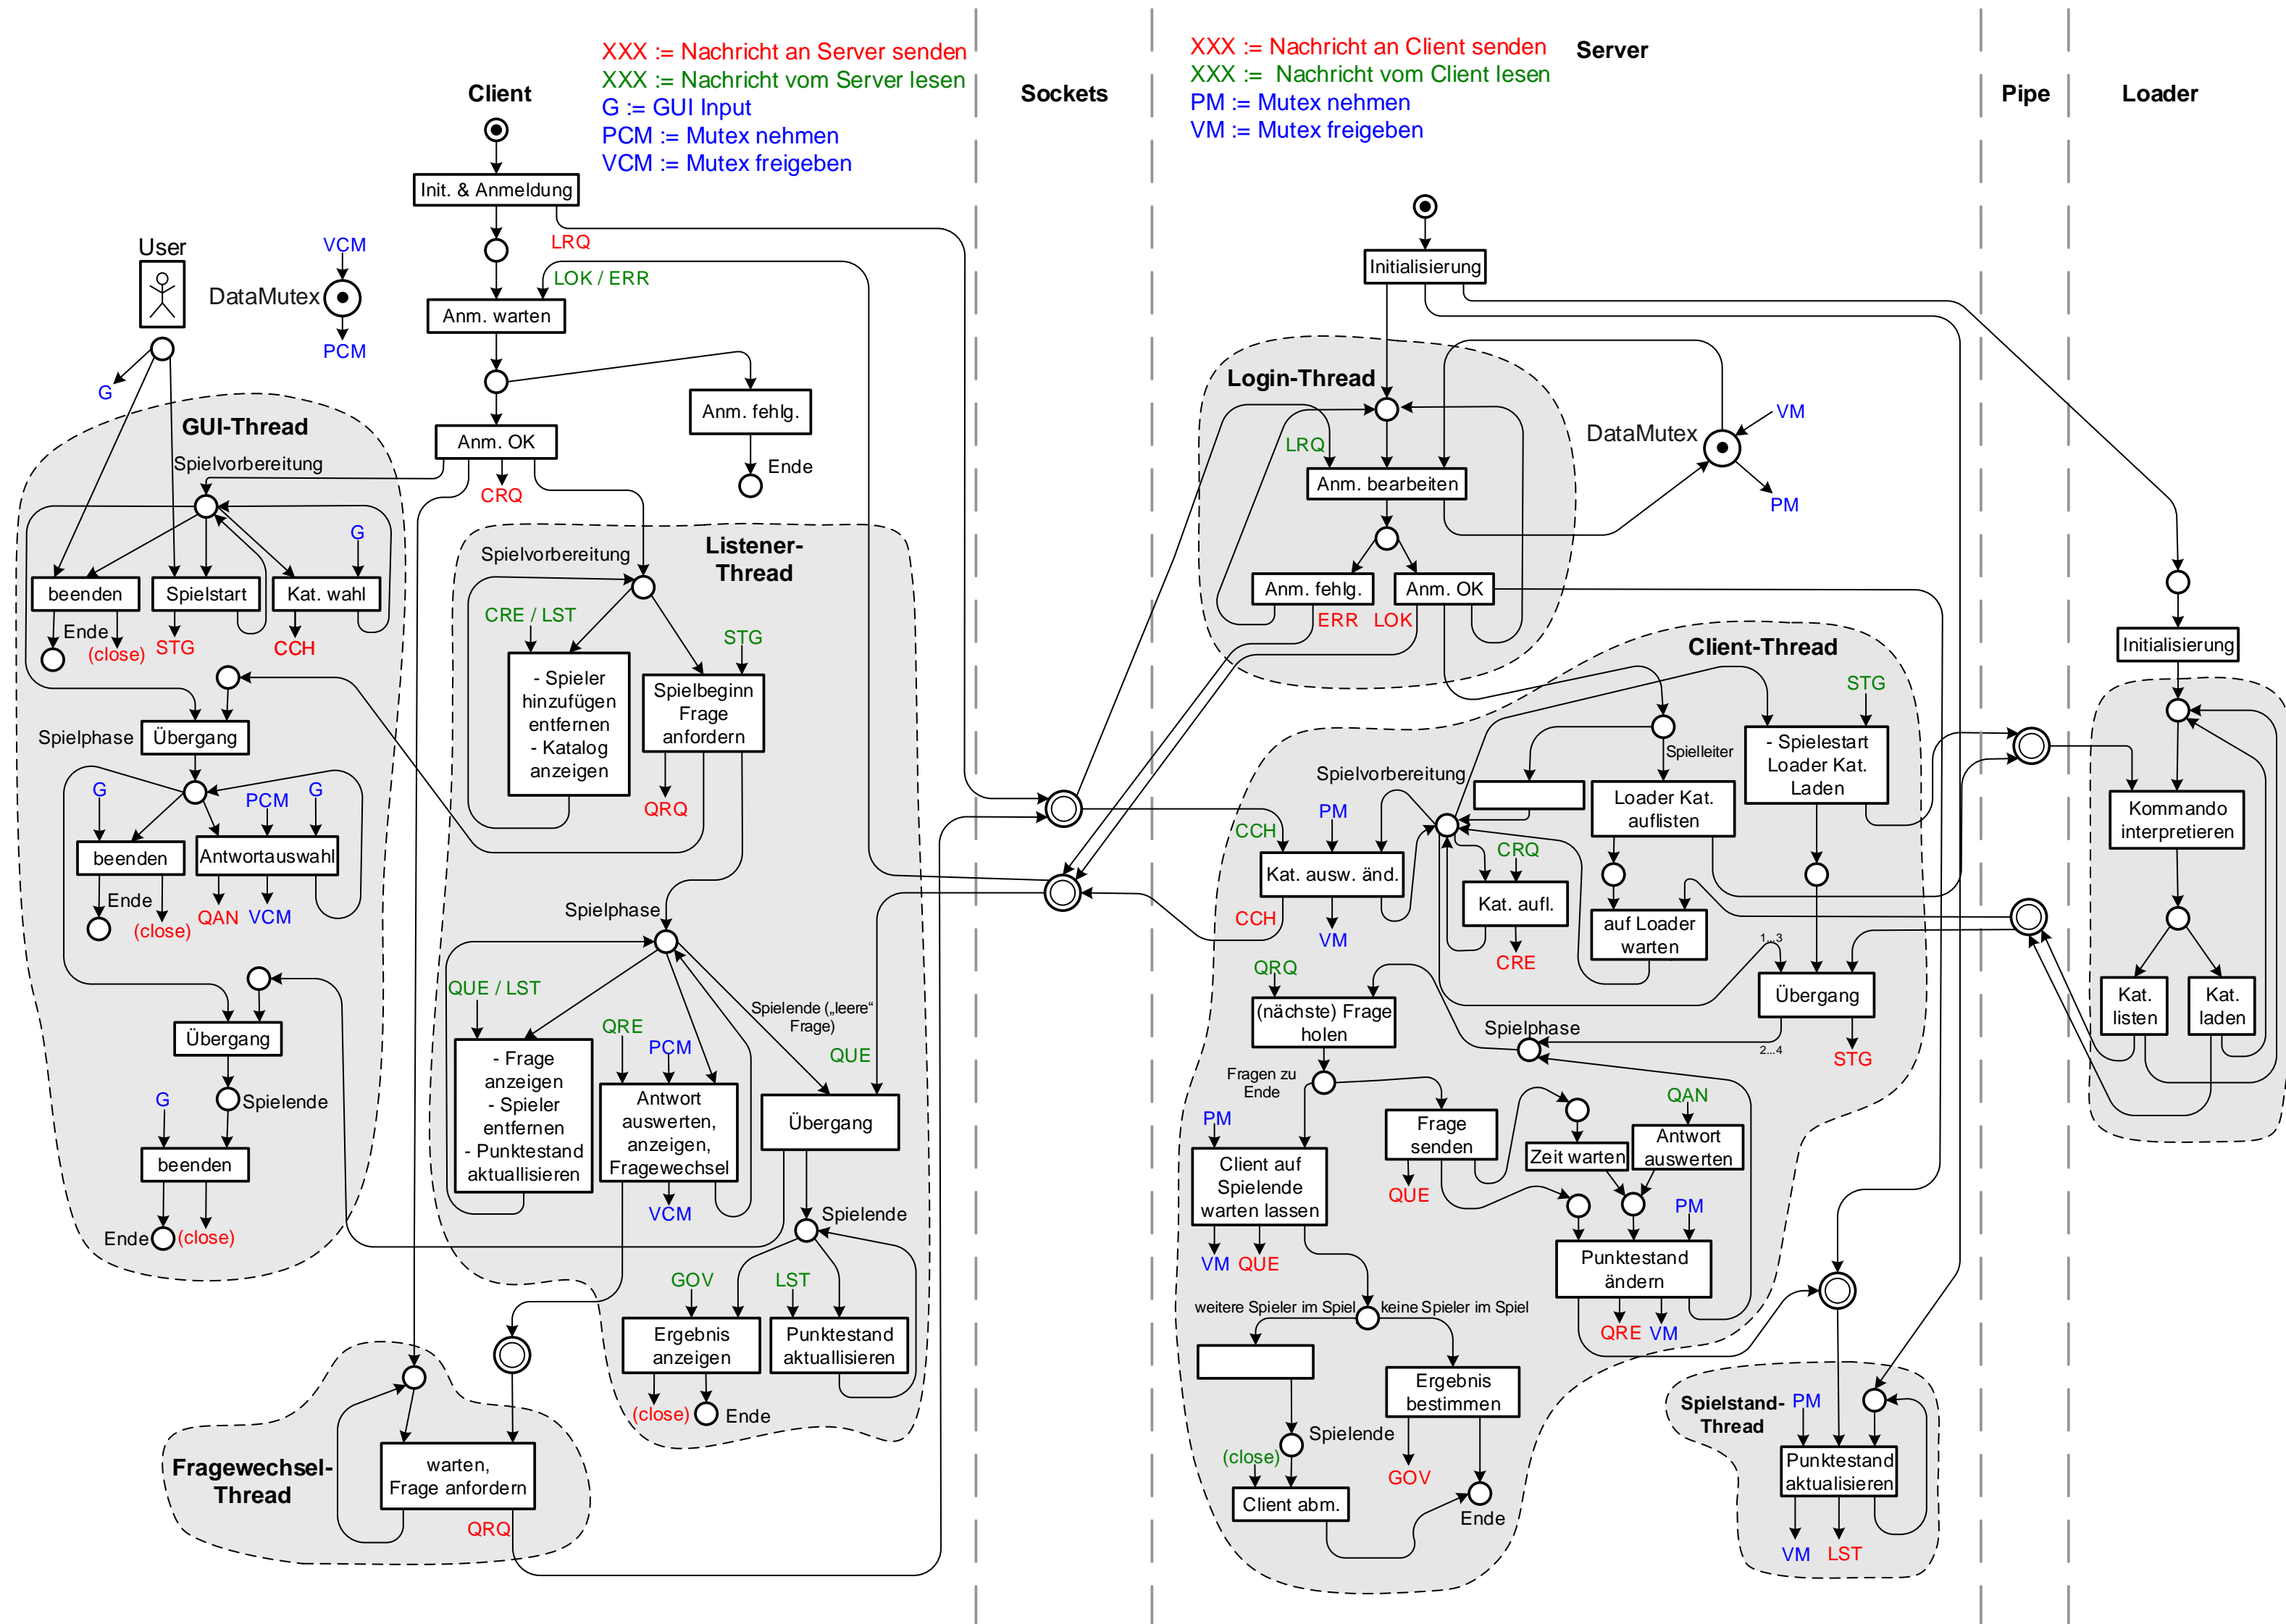 XXX := Nachricht an Server senden
XXX := Nachricht vom Server lesen
G := GUI Input
PCM := Mutex nehmen
VCM := Mutex freigeben
Client
Sockets
XXX := Nachricht an Client senden
XXX := Nachricht vom Client lesen
PM := Mutex nehmen
VM := Mutex freigeben
Server
Pipe
Loader
Init. & Anmeldung
LRQ
LOK / ERR
Anm. warten
Anm. fehlg.
Ende
Anm. OK
CRQ
User
VCM
DataMutex
PCM
G
GUI-Thread
Spielvorbereitung
G
beenden
Spielstart
Kat. wahl
Ende
(close)
STG
CCH
Übergang
Spielphase
G
PCM
G
beenden
Antwortauswahl
Ende
(close)
QAN
VCM
Übergang
Spielende
G
beenden
Ende
(close)
Listener-
Thread
Spielvorbereitung
CRE / LST
STG
- Spieler
hinzufügen
entfernen
- Katalog
anzeigen
Spielbeginn
Frage
anfordern
QRQ
Spielphase
QUE / LST
QRE
PCM
Spielende („leere“
Frage)
QUE
- Frage
anzeigen
- Spieler
entfernen
- Punktestand
aktuallisieren
Antwort
auswerten,
anzeigen,
Fragewechsel
VCM
Übergang
Spielende
GOV
LST
Ergebnis
anzeigen
Punktestand
aktuallisieren
(close)
Ende
Fragewechsel-
Thread
warten,
Frage anfordern
QRQ
Initialisierung
Login-Thread
LRQ
Anm. bearbeiten
Anm. fehlg.
Anm. OK
ERR
LOK
DataMutex
VM
PM
Client-Thread
STG
Spielleiter
- Spielestart
Loader Kat.
Laden
Spielvorbereitung
Loader Kat.
auflisten
PM
CCH
Kat. ausw. änd.
CCH
VM
CRQ
Kat. aufl.
CRE
auf Loader
warten
1...3
Übergang
2...4
STG
QRQ
(nächste) Frage
holen
Spielphase
Fragen zu
Ende
PM
Client auf
Spielende
warten lassen
VM
QUE
Frage
senden
QUE
Zeit warten
QAN
Antwort
auswerten
PM
Punktestand
ändern
QRE
VM
weitere Spieler im Spiel
keine Spieler im Spiel
Ergebnis
bestimmen
Spielende
(close)
GOV
Client abm.
Ende
Spielstand-
Thread
PM
Punktestand
aktualisieren
VM
LST
Initialisierung
Kommando
interpretieren
Kat.
listen
Kat.
laden